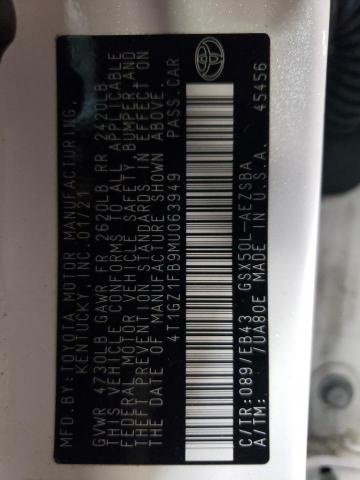 MFD. BY: TOYOTA MOTOR MANUFACTURING,
KENTUCKY, INC. 01/21
GVWR 4730LB GAWR FR 2620LB RR 2420LB
THIS VEHICLE CONFORMS TO ALL APPLICABLE
FEDERAL MOTOR VEHICLE SAFETY, BUMPER, AND
THEFT PREVENTION STANDARDS IN EFFECT ON
THE DATE OF MANUFACTURE SHOWN ABOVE.
4T1GZ1FB9MU063949 PASS. CAR
C/TR:089/EB43 GSX50L-AEZSBA
A/TM: /UA80E MADE IN U.S.A. 45456